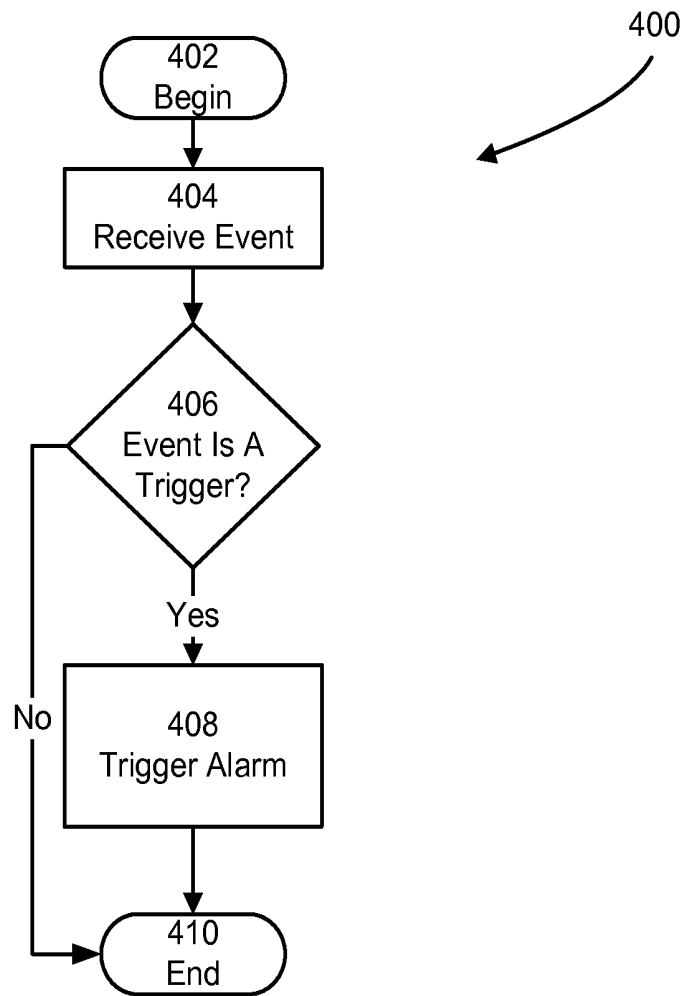 400
402
Begin
404
Receive Event
406
Event Is A
Trigger?
Yes
No
408
Trigger Alarm
410
End